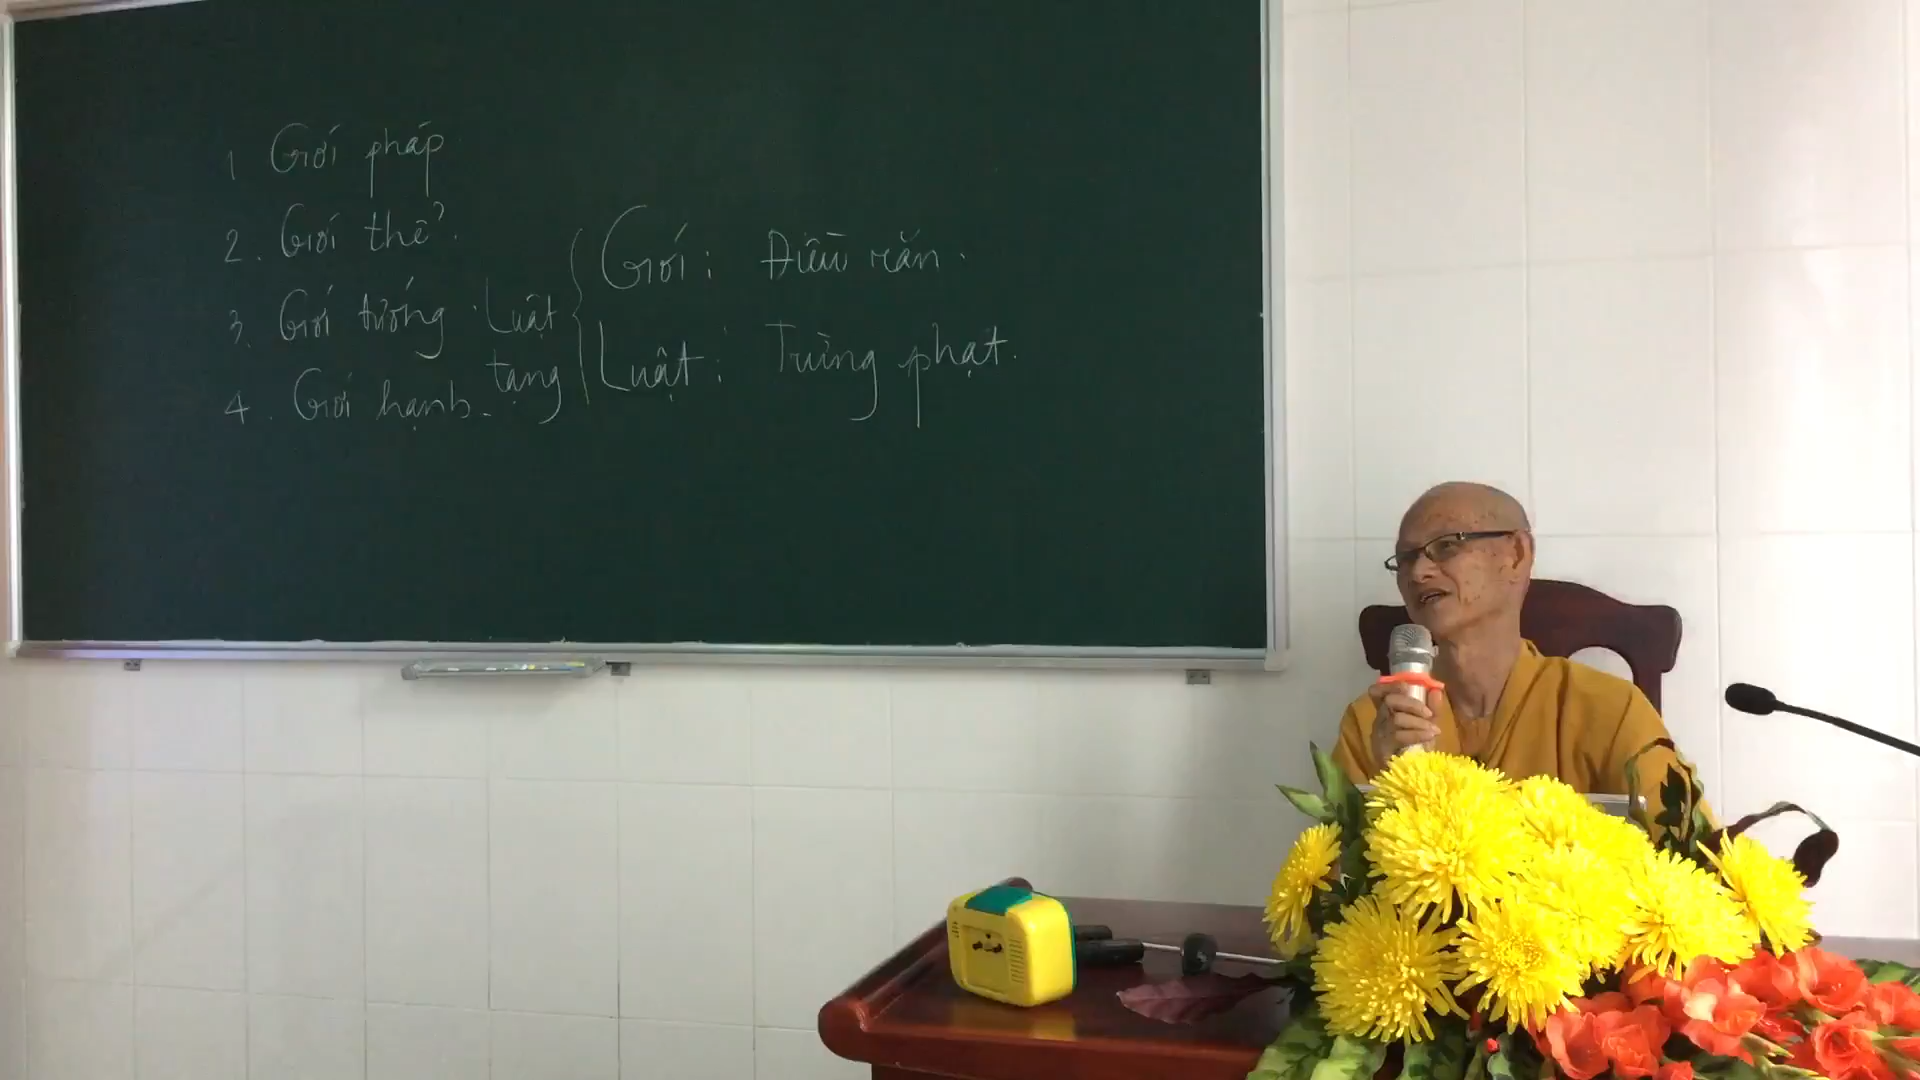 1 Giới pháp
2. Giới thể.
3. Giới tướng
4. Giới hạnh.
Luật tạng
Giới: Điều răn.
Luật: Trừng phạt.